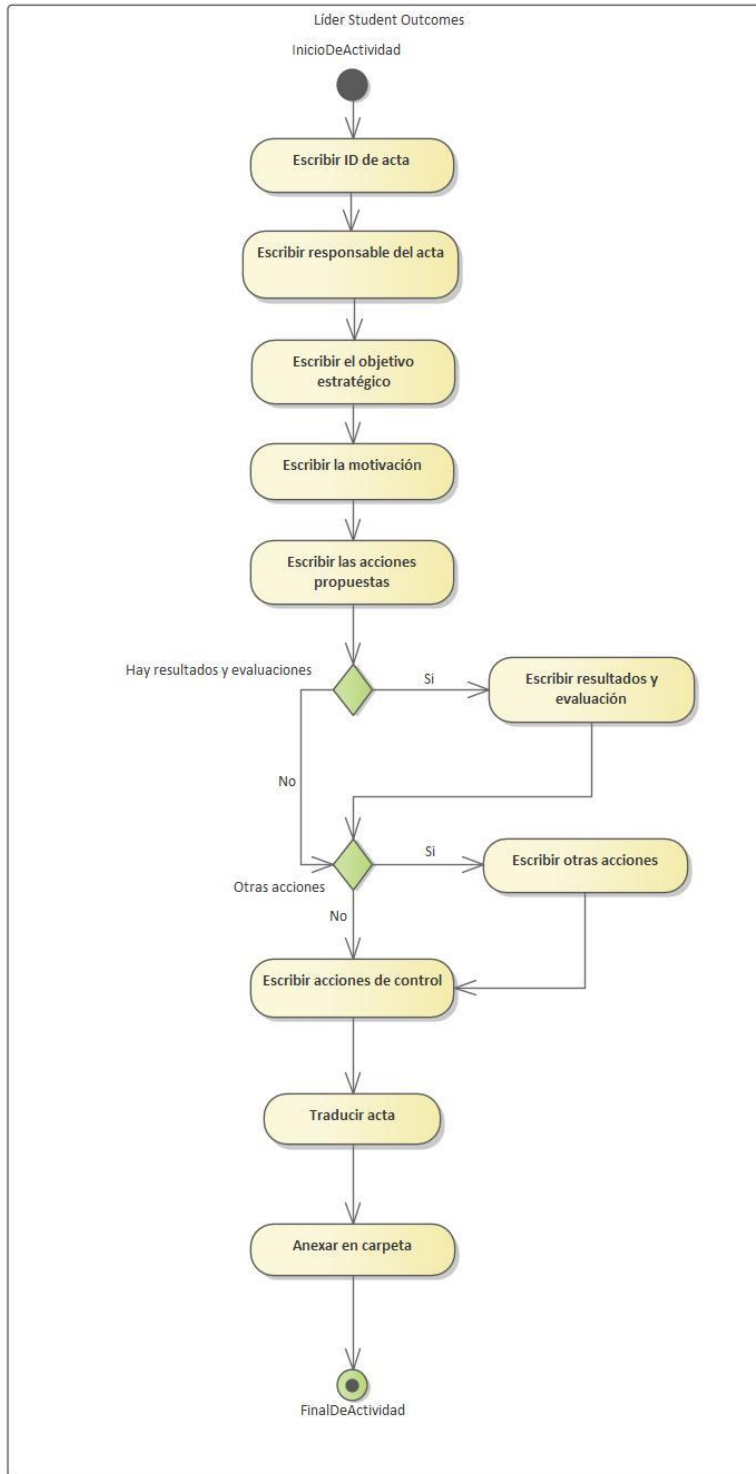 Líder Student Outcomes
InicioDeActividad
Escribir ID de acta
Escribir responsable del acta
Escribir el objetivo
estratégico
Escribir la motivación
Escribir las acciones
propuestas
Hay resultados y evaluaciones
Si
Escribir resultados y
evaluación
No
Otras acciones
Si
Escribir otras acciones
No
Escribir acciones de control
Traducir acta
Anexar en carpeta
FinalDeActividad